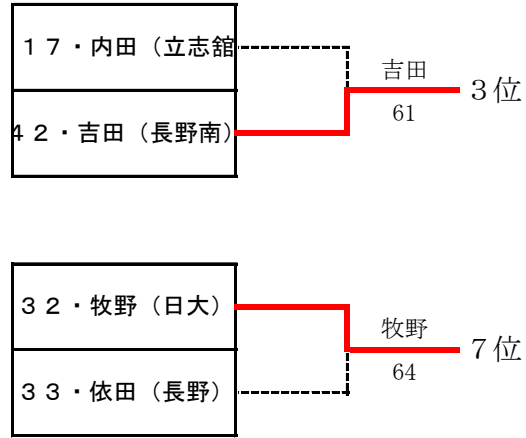 １７・内田（立志舘
吉田
３位
61
４２・吉田（長野南）
３２・牧野（日大）
牧野
７位
64
３３・依田（長野）